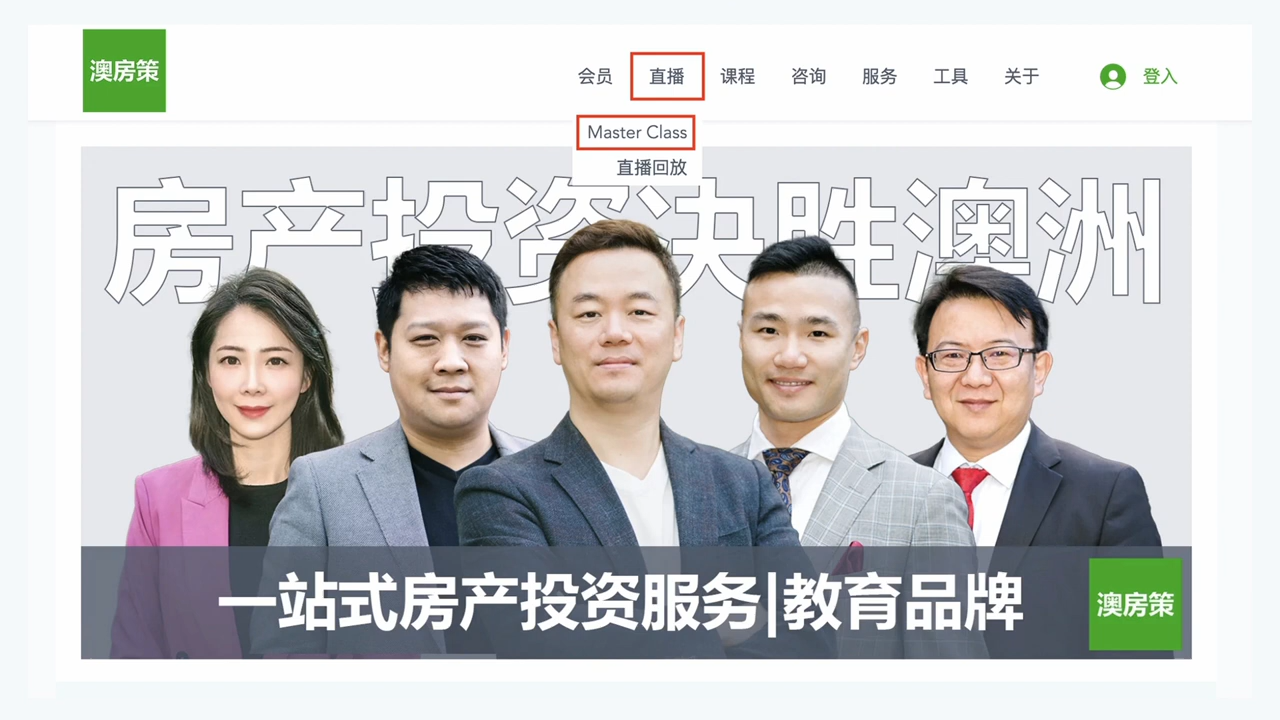 澳房策
会员 直播 课程 咨询 服务 工具 关于 登入
Master Class
直播回放
房产投资决胜澳洲
一站式房产投资服务|教育品牌
澳房策